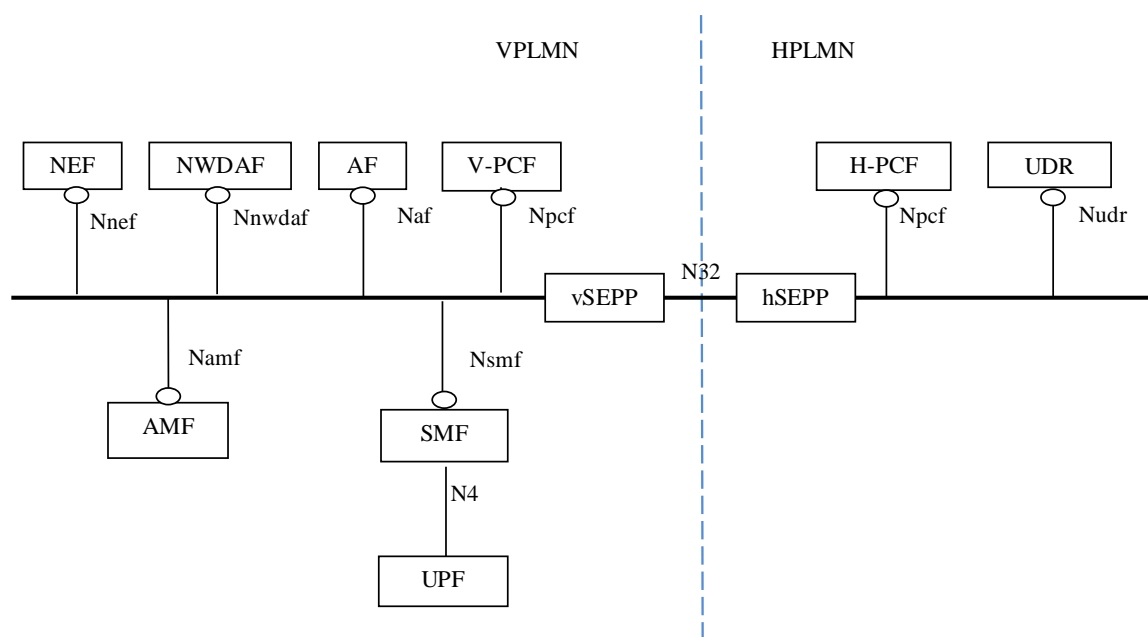 VPLMN HPLMN
NEF NWDAF AF V-PCF H-PCF UDR
Nnef Nnwdaf Naf Npcf Npcf Nudr
N32
vSEPP hSEPP
Namf Nsmf
AMF SMF
N4
UPF